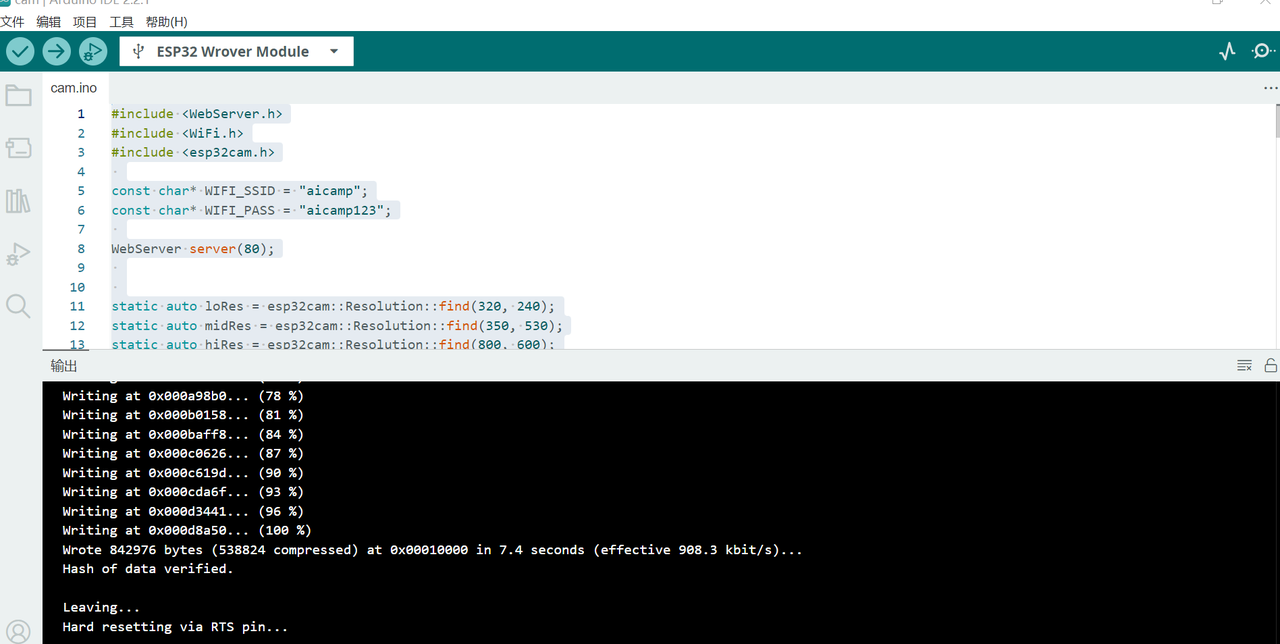 cam | Arduino IDE 2.2.1
文件 编辑 项目 工具 帮助(H)
ESP32 Wrover Module
cam.ino
1 #include <WebServer.h>
2 #include <WiFi.h>
3 #include <esp32cam.h>
4
5 const char* WIFI_SSID = "aicamp";
6 const char* WIFI_PASS = "aicamp123";
7
8 WebServer server(80);
9
10
11 static auto loRes = esp32cam::Resolution::find(320, 240);
12 static auto midRes = esp32cam::Resolution::find(350, 530);
13 static auto hiRes = esp32cam::Resolution::find(800, 600);
输出
Writing at 0x000a98b0... (78 %)
Writing at 0x000b0158... (81 %)
Writing at 0x000baff8... (84 %)
Writing at 0x000c0626... (87 %)
Writing at 0x000c619d... (90 %)
Writing at 0x000cda6f... (93 %)
Writing at 0x000d3441... (96 %)
Writing at 0x000d8a50... (100 %)
Wrote 842976 bytes (538824 compressed) at 0x00010000 in 7.4 seconds (effective 908.3 kbit/s)...
Hash of data verified.
Leaving...
Hard resetting via RTS pin...